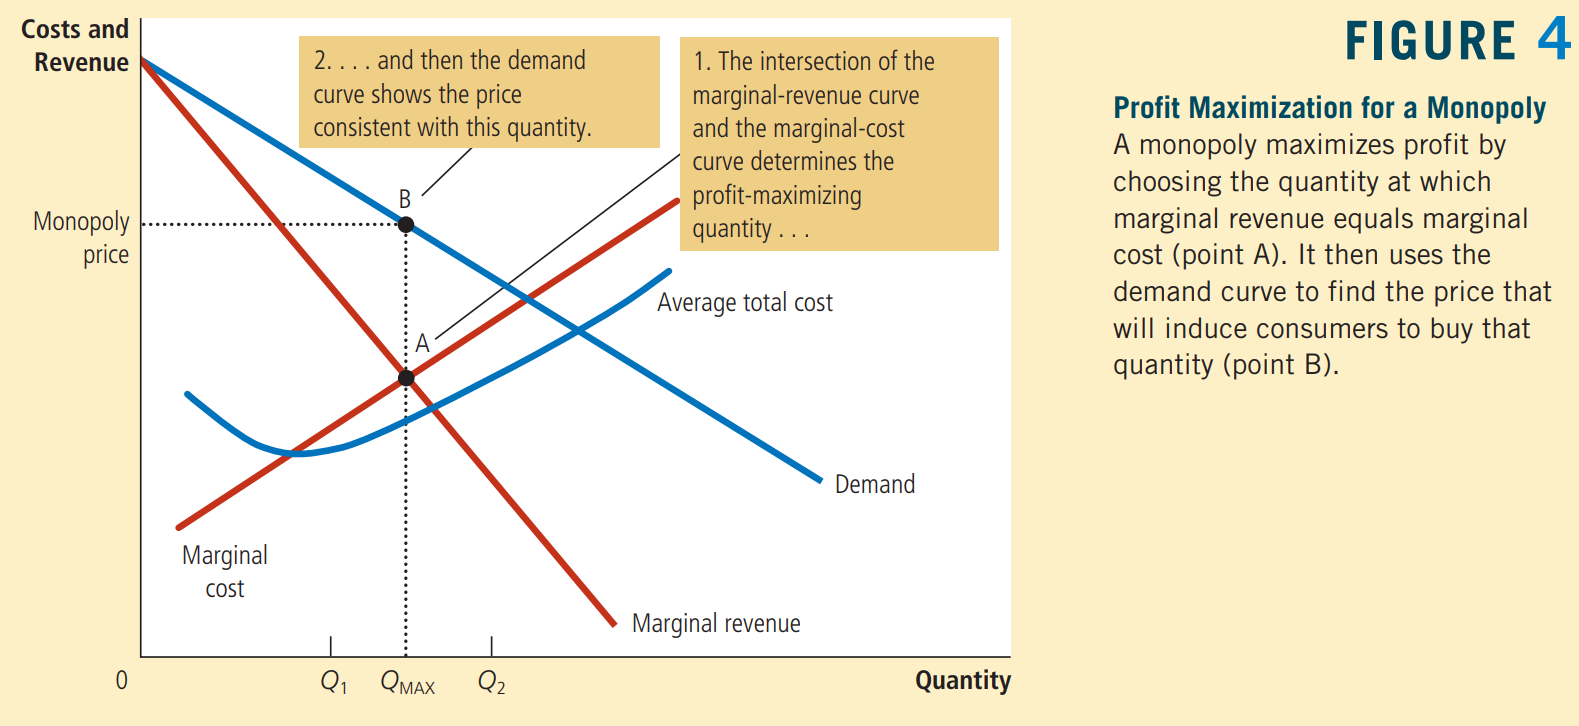 Costs and
Revenue
2. . . . and then the demand
curve shows the price
consistent with this quantity.
1. The intersection of the
marginal-revenue curve
and the marginal-cost
curve determines the
profit-maximizing
quantity . . .
B
Monopoly
price
Average total cost
A
Demand
Marginal
cost
Marginal revenue
0
Q1
QMAX
Q2
Quantity
FIGURE 4
Profit Maximization for a Monopoly
A monopoly maximizes profit by
choosing the quantity at which
marginal revenue equals marginal
cost (point A). It then uses the
demand curve to find the price that
will induce consumers to buy that
quantity (point B).